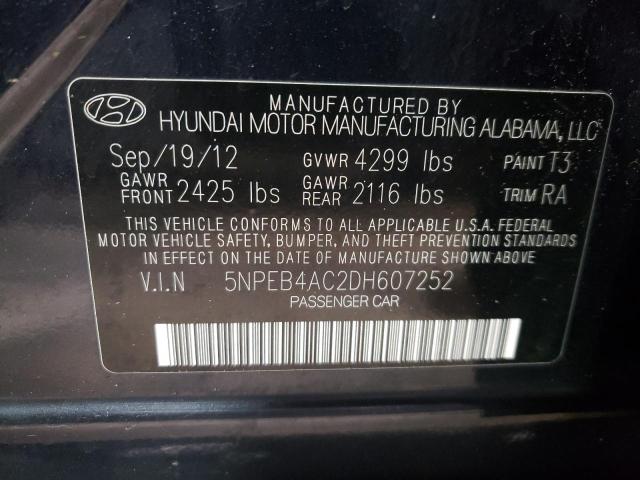 MANUFACTURED BY
HYUNDAI MOTOR MANUFACTURING ALABAMA, LLC
Sep/19/12 GVWR 4299 lbs PAINT T3
GAWR FRONT 2425 lbs GAWR REAR 2116 lbs TRIM RA
THIS VEHICLE CONFORMS TO ALL APPLICABLE U.S.A. FEDERAL
MOTOR VEHICLE SAFETY, BUMPER, AND THEFT PREVENTION STANDARDS
IN EFFECT ON THE DATE OF MANUFACTURE SHOWN ABOVE.
V.I.N 5NPEB4AC2DH607252
PASSENGER CAR